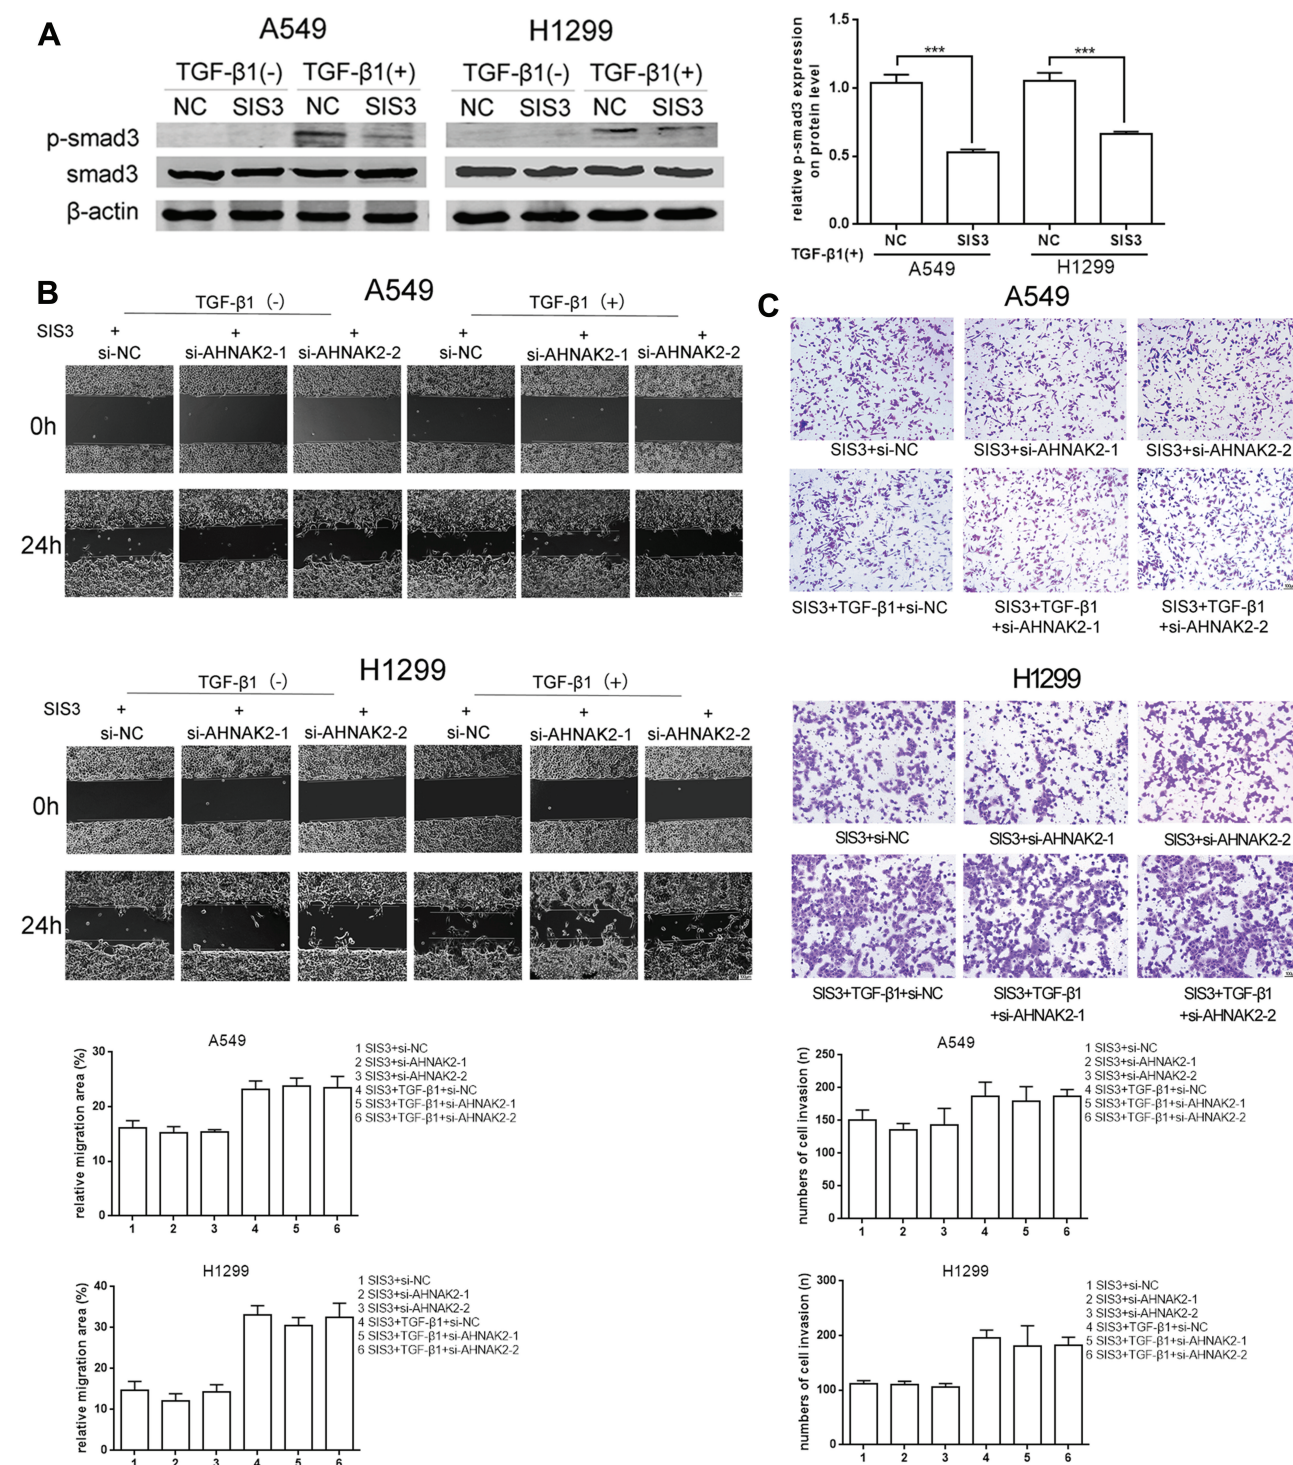 A
A549
H1299
TGF-β1(-) TGF-β1(+)
TGF-β1(-) TGF-β1(+)
NC SIS3 NC SIS3
NC SIS3 NC SIS3
p-smad3
smad3
β-actin
relative p-smad3 expression
on protein level
1.5
1.0
0.5
0.0
***
***
NC SIS3 NC SIS3
TGF-β1(+)
A549 H1299
B
A549
TGF-β1 (-)
TGF-β1 (+)
SIS3 + + + + + +
si-NC si-AHNAK2-1 si-AHNAK2-2 si-NC si-AHNAK2-1 si-AHNAK2-2
0h
24h
H1299
TGF-β1 (-)
TGF-β1 (+)
SIS3 + + + + + +
si-NC si-AHNAK2-1 si-AHNAK2-2 si-NC si-AHNAK2-1 si-AHNAK2-2
0h
24h
A549
relative migration area (%)
30
20
10
0
1 2 3 4 5 6
1 SIS3+si-NC
2 SIS3+si-AHNAK2-1
3 SIS3+si-AHNAK2-2
4 SIS3+TGF-β1+si-NC
5 SIS3+TGF-β1+si-AHNAK2-1
6 SIS3+TGF-β1+si-AHNAK2-2
H1299
relative migration area (%)
40
30
20
10
0
1 2 3 4 5 6
1 SIS3+si-NC
2 SIS3+si-AHNAK2-1
3 SIS3+si-AHNAK2-2
4 SIS3+TGF-β1+si-NC
5 SIS3+TGF-β1+si-AHNAK2-1
6 SIS3+TGF-β1+si-AHNAK2-2
C
A549
SIS3+si-NC SIS3+si-AHNAK2-1 SIS3+si-AHNAK2-2
SIS3+TGF-β1+si-NC SIS3+TGF-β1 SIS3+TGF-β1
+si-AHNAK2-1 +si-AHNAK2-2
H1299
SIS3+si-NC SIS3+si-AHNAK2-1 SIS3+si-AHNAK2-2
SIS3+TGF-β1+si-NC SIS3+TGF-β1 SIS3+TGF-β1
+si-AHNAK2-1 +si-AHNAK2-2
A549
numbers of cell invasion (n)
250
200
150
100
50
0
1 2 3 4 5 6
1 SIS3+si-NC
2 SIS3+si-AHNAK2-1
3 SIS3+si-AHNAK2-2
4 SIS3+TGF-β1+si-NC
5 SIS3+TGF-β1+si-AHNAK2-1
6 SIS3+TGF-β1+si-AHNAK2-2
H1299
numbers of cell invasion (n)
300
200
100
0
1 2 3 4 5 6
1 SIS3+si-NC
2 SIS3+si-AHNAK2-1
3 SIS3+si-AHNAK2-2
4 SIS3+TGF-β1+si-NC
5 SIS3+TGF-β1+si-AHNAK2-1
6 SIS3+TGF-β1+si-AHNAK2-2